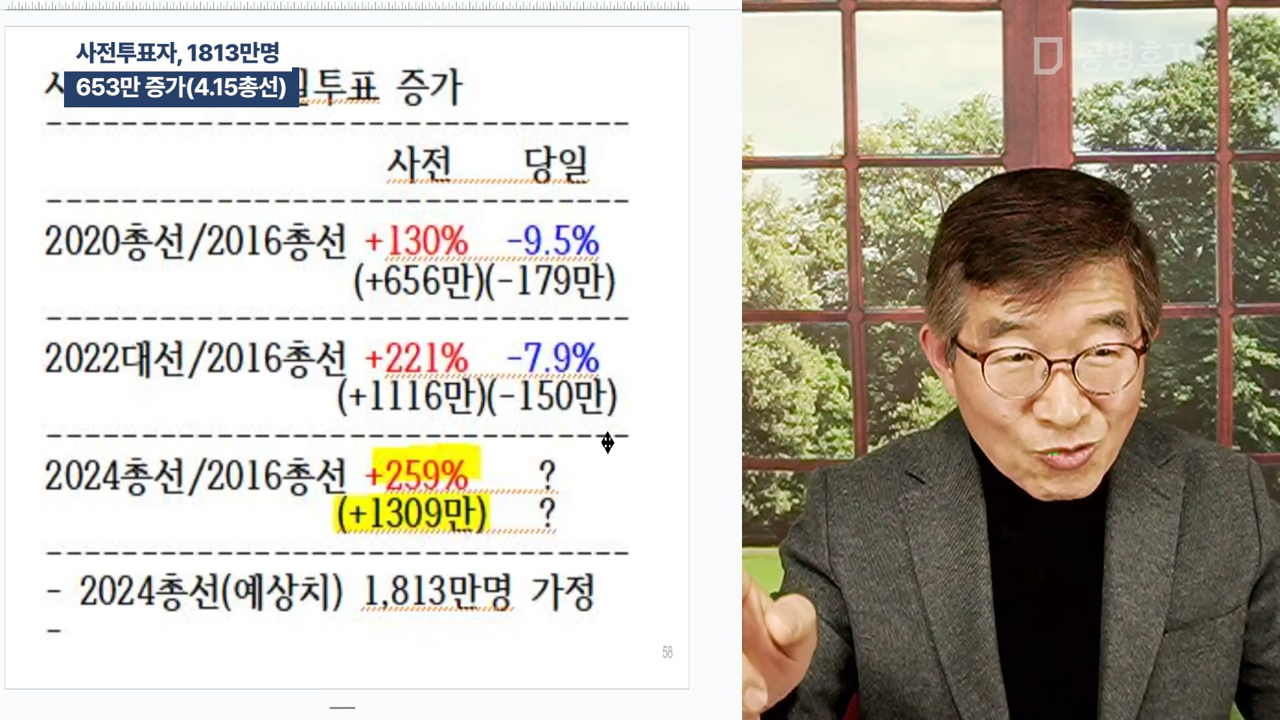 사전투표자, 1813만명
653만 증가(4.15총선)
투표 증가
사전 당일
2020총선/2016총선 +130% -9.5%
(+656만)(-179만)
2022대선/2016총선 +221% -7.9%
(+1116만)(-150만)
2024총선/2016총선 +259% ?
(+1309만) ?
- 2024총선(예상치) 1,813만명 가정
-
58
공병호TV